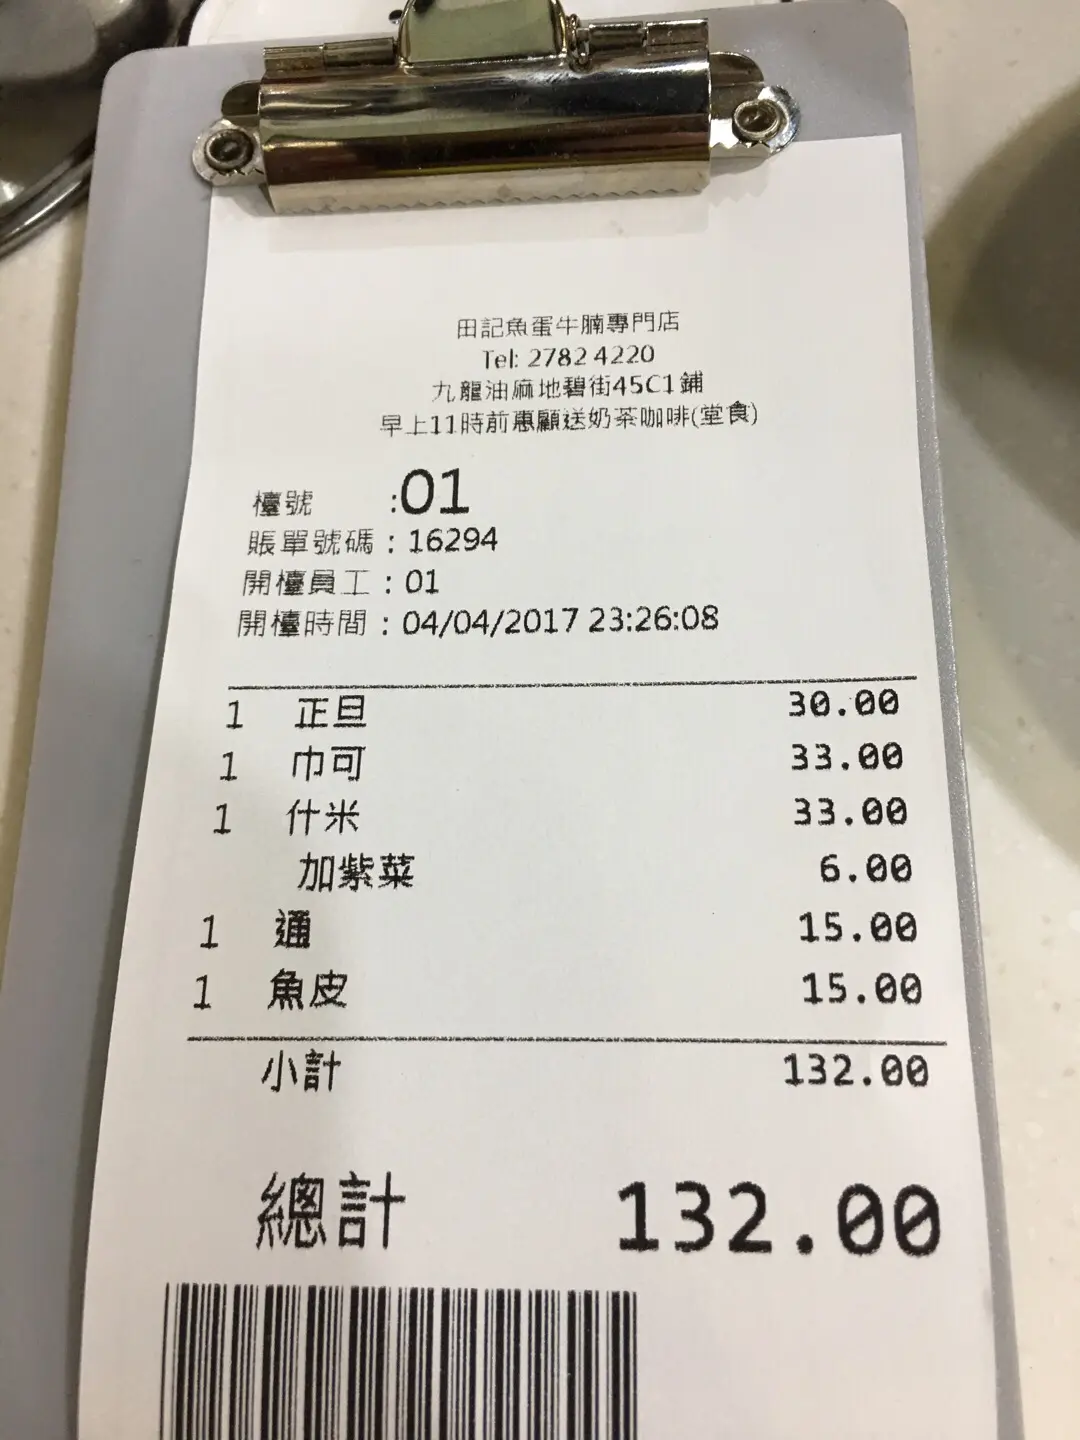 田記魚蛋牛腩專門店
Tel: 2782 4220
九龍油麻地碧街45C1鋪
早上11時前惠顧送奶茶咖啡(堂食)
檯號 :01
賬單號碼 : 16294
開檯員工 : 01
開檯時間 : 04/04/2017 23:26:08
1 正旦 30.00
1 巾可 33.00
1 什米 33.00
加紫菜 6.00
1 通 15.00
1 魚皮 15.00
小計 132.00
總計 132.00